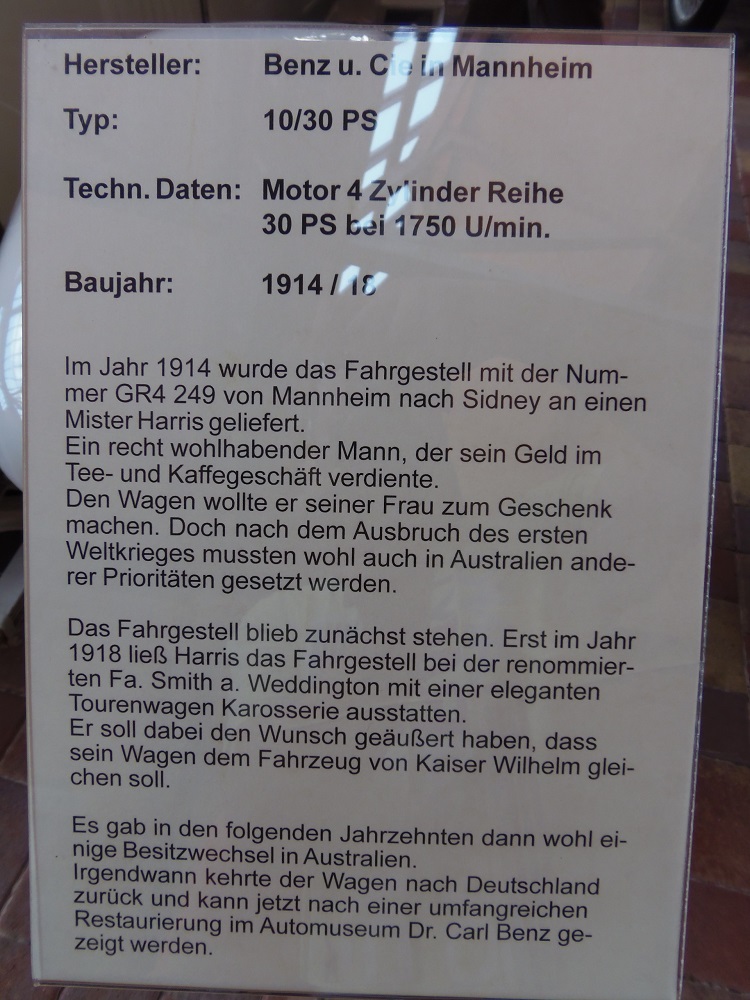 Hersteller: Benz u. Cie in Mannheim
Typ: 10/30 PS
Techn. Daten: Motor 4 Zylinder Reihe
30 PS bei 1750 U/min.
Baujahr: 1914 / 18
Im Jahr 1914 wurde das Fahrgestell mit der Num-
mer GR4 249 von Mannheim nach Sidney an einen
Mister Harris geliefert.
Ein recht wohlhabender Mann, der sein Geld im
Tee- und Kaffegeschäft verdiente.
Den Wagen wollte er seiner Frau zum Geschenk
machen. Doch nach dem Ausbruch des ersten
Weltkrieges mussten wohl auch in Australien ande-
rer Prioritäten gesetzt werden.
Das Fahrgestell blieb zunächst stehen. Erst im Jahr
1918 ließ Harris das Fahrgestell bei der renommier-
ten Fa. Smith a. Weddington mit einer eleganten
Tourenwagen Karosserie ausstatten.
Er soll dabei den Wunsch geäußert haben, dass
sein Wagen dem Fahrzeug von Kaiser Wilhelm glei-
chen soll.
Es gab in den folgenden Jahrzehnten dann wohl ei-
nige Besitzwechsel in Australien.
Irgendwann kehrte der Wagen nach Deutschland
zurück und kann jetzt nach einer umfangreichen
Restaurierung im Automuseum Dr. Carl Benz ge-
zeigt werden.